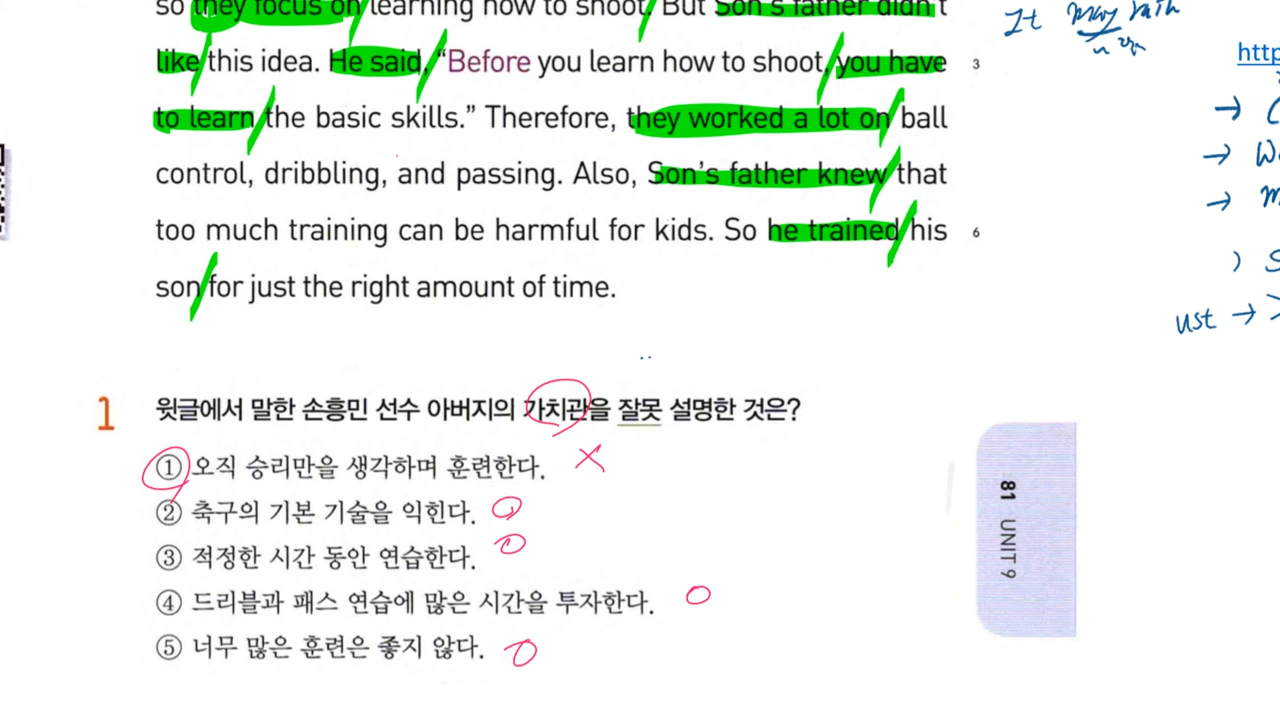 so they focus on learning how to shoot. But Son's father didn't
like this idea. He said, "Before you learn how to shoot, you have
to learn the basic skills." Therefore, they worked a lot on ball
control, dribbling, and passing. Also, Son's father knew that
too much training can be harmful for kids. So he trained his
son for just the right amount of time.
3
6
It may rain
http
ust →
1 윗글에서 말한 손흥민 선수 아버지의 가치관을 잘못 설명한 것은?
① 오직 승리만을 생각하며 훈련한다.
② 축구의 기본 기술을 익힌다.
③ 적정한 시간 동안 연습한다.
④ 드리블과 패스 연습에 많은 시간을 투자한다.
⑤ 너무 많은 훈련은 좋지 않다.
81 UNIT 9